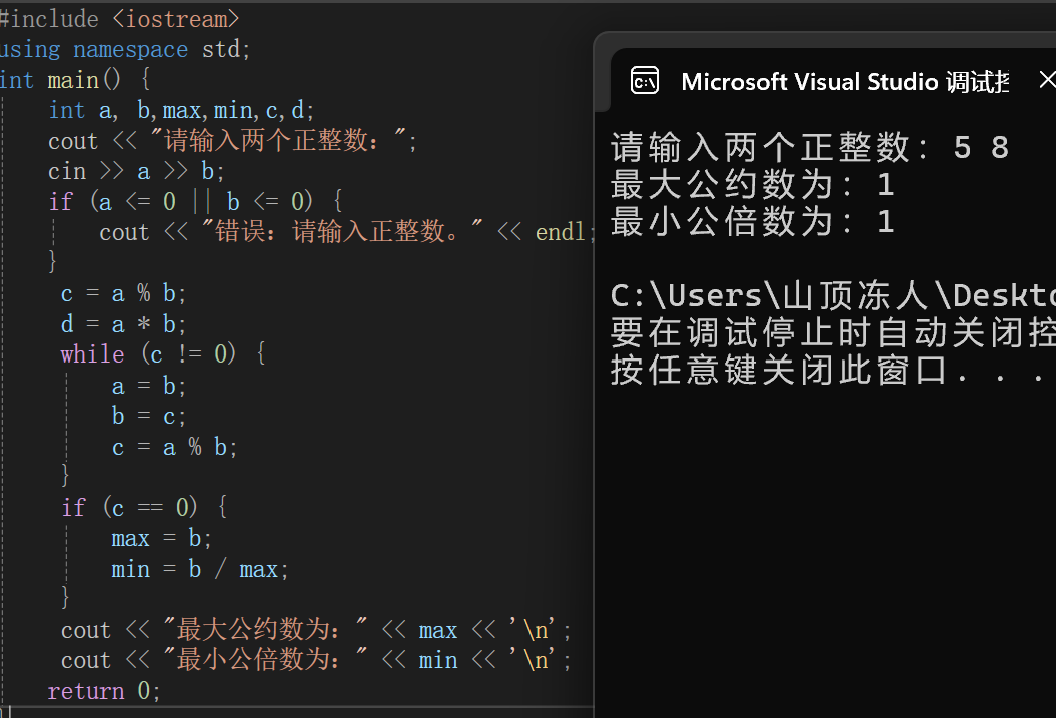 #include <iostream>
using namespace std;
int main() {
int a, b,max,min,c,d;
cout << "请输入两个正整数：";
cin >> a >> b;
if (a <= 0 || b <= 0) {
cout << "错误：请输入正整数。" << endl;
}
c = a % b;
d = a * b;
while (c != 0) {
a = b;
b = c;
c = a % b;
}
if (c == 0) {
max = b;
min = b / max;
}
cout << "最大公约数为：" << max << '\n';
cout << "最小公倍数为：" << min << '\n';
return 0;
Microsoft Visual Studio 调试控
请输入两个正整数：5 8
最大公约数为：1
最小公倍数为：1
C:\Users\山顶冻人\Deskto
要在调试停止时自动关闭控
按任意键关闭此窗口. . .